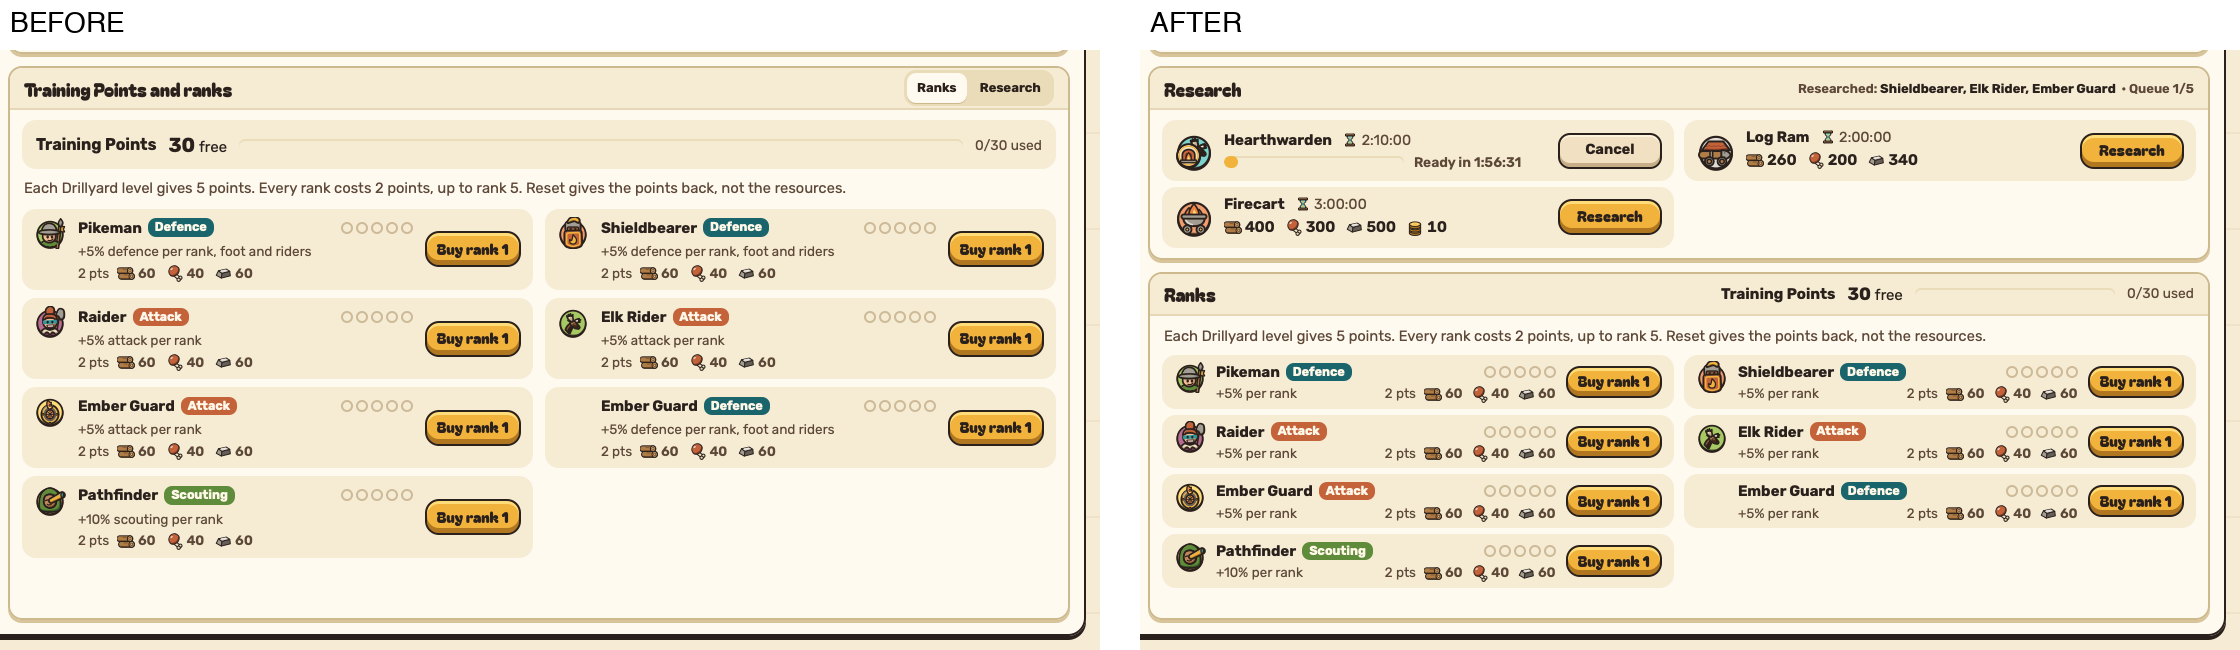 BEFORE
Training Points and ranks
Ranks Research
Training Points 30 free 0/30 used
Each Drillyard level gives 5 points. Every rank costs 2 points, up to rank 5. Reset gives the points back, not the resources.
Pikeman Defence
+5% defence per rank, foot and riders
2 pts 60 40 60
Buy rank 1
Shieldbearer Defence
+5% defence per rank, foot and riders
2 pts 60 40 60
Buy rank 1
Raider Attack
+5% attack per rank
2 pts 60 40 60
Buy rank 1
Elk Rider Attack
+5% attack per rank
2 pts 60 40 60
Buy rank 1
Ember Guard Attack
+5% attack per rank
2 pts 60 40 60
Buy rank 1
Ember Guard Defence
+5% defence per rank, foot and riders
2 pts 60 40 60
Buy rank 1
Pathfinder Scouting
+10% scouting per rank
2 pts 60 40 60
Buy rank 1
AFTER
Research
Researched: Shieldbearer, Elk Rider, Ember Guard • Queue 1/5
Hearthwarden 2:10:00
Ready in 1:56:31
Cancel
Log Ram 2:00:00
260 200 340
Research
Firecart 3:00:00
400 300 500 10
Research
Ranks
Training Points 30 free 0/30 used
Each Drillyard level gives 5 points. Every rank costs 2 points, up to rank 5. Reset gives the points back, not the resources.
Pikeman Defence
+5% per rank 2 pts 60 40 60
Buy rank 1
Shieldbearer Defence
+5% per rank 2 pts 60 40 60
Buy rank 1
Raider Attack
+5% per rank 2 pts 60 40 60
Buy rank 1
Elk Rider Attack
+5% per rank 2 pts 60 40 60
Buy rank 1
Ember Guard Attack
+5% per rank 2 pts 60 40 60
Buy rank 1
Ember Guard Defence
+5% per rank 2 pts 60 40 60
Buy rank 1
Pathfinder Scouting
+10% per rank 2 pts 60 40 60
Buy rank 1